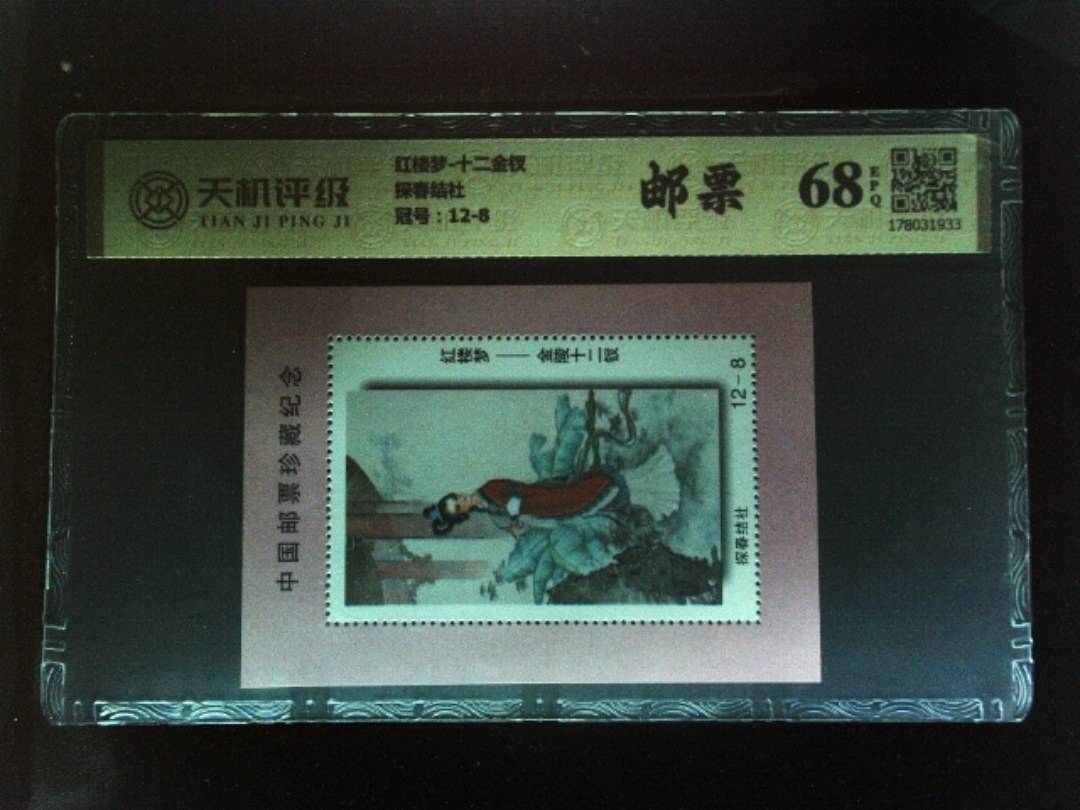 天机评级
TIAN JI PING JI
红楼梦-十二金钗
探春结社
冠号：12-8
邮票
68
EPQ
178031933
中国邮票珍藏纪念
红楼梦——金陵十二钗
12-8
探春结社